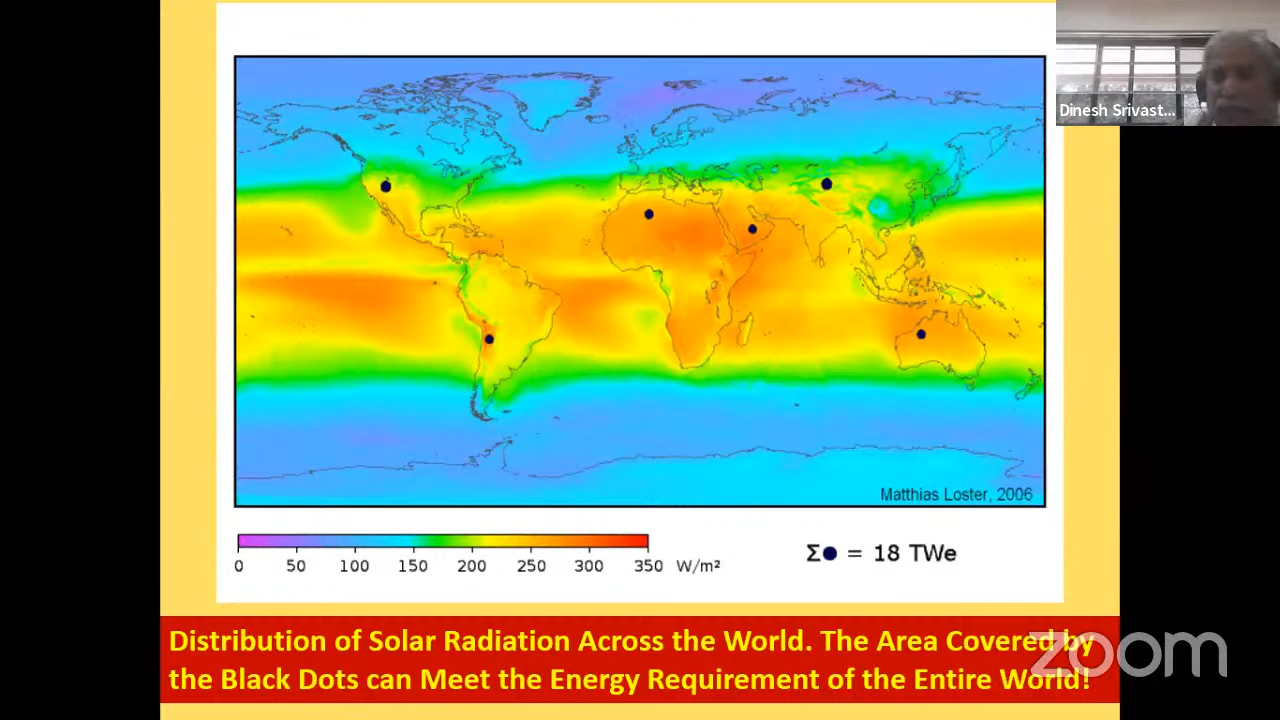 Dinesh Srivast...
Matthias Loster, 2006
0 50 100 150 200 250 300 350 W/m²
Σ● = 18 TWe
Distribution of Solar Radiation Across the World. The Area Covered by
the Black Dots can Meet the Energy Requirement of the Entire World!
zoom